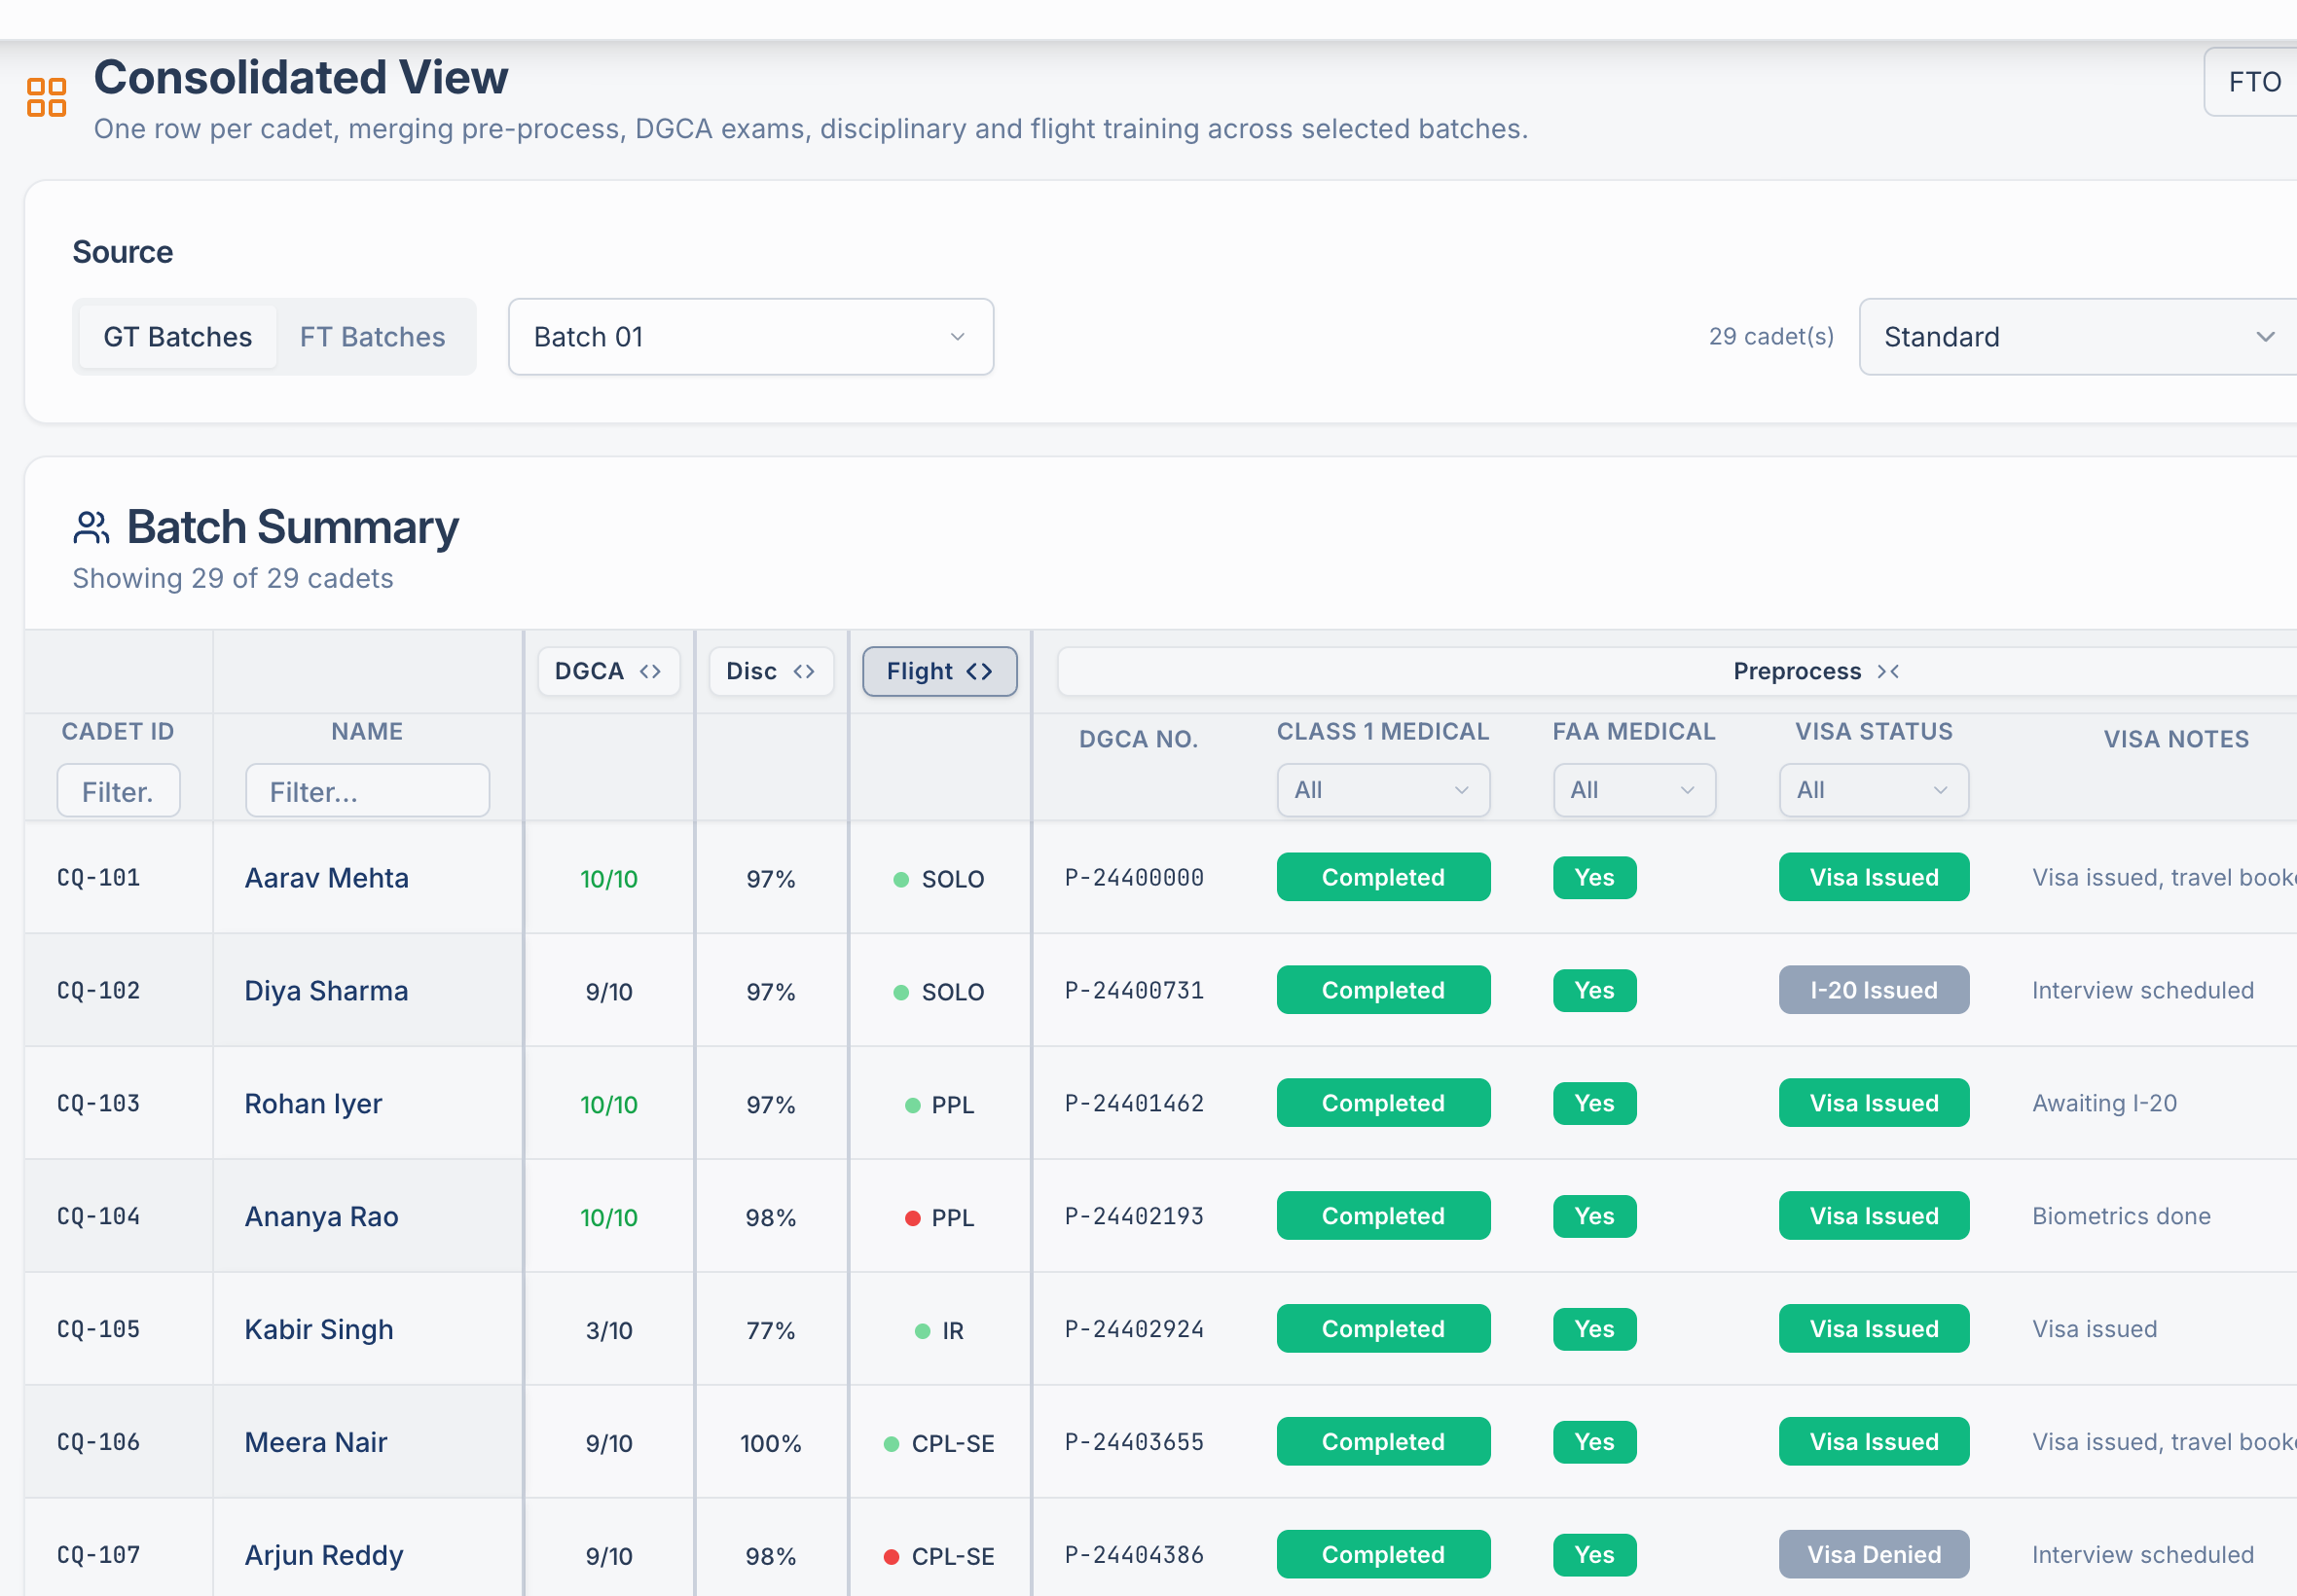 Consolidated View
One row per cadet, merging pre-process, DGCA exams, disciplinary and flight training across selected batches.
FTO
Source
GT Batches FT Batches Batch 01 29 cadet(s) Standard
Batch Summary
Showing 29 of 29 cadets
DGCA Disc Flight Preprocess
CADET ID NAME DGCA NO. CLASS 1 MEDICAL FAA MEDICAL VISA STATUS VISA NOTES
Filter. Filter... All All All
CQ-101 Aarav Mehta 10/10 97% SOLO P-24400000 Completed Yes Visa Issued Visa issued, travel
CQ-102 Diya Sharma 9/10 97% SOLO P-24400731 Completed Yes I-20 Issued Interview scheduled
CQ-103 Rohan Iyer 10/10 97% PPL P-24401462 Completed Yes Visa Issued Awaiting I-20
CQ-104 Ananya Rao 10/10 98% PPL P-24402193 Completed Yes Visa Issued Biometrics done
CQ-105 Kabir Singh 3/10 77% IR P-24402924 Completed Yes Visa Issued Visa issued
CQ-106 Meera Nair 9/10 100% CPL-SE P-24403655 Completed Yes Visa Issued Visa issued, travel
CQ-107 Arjun Reddy 9/10 98% CPL-SE P-24404386 Completed Yes Visa Denied Interview scheduled